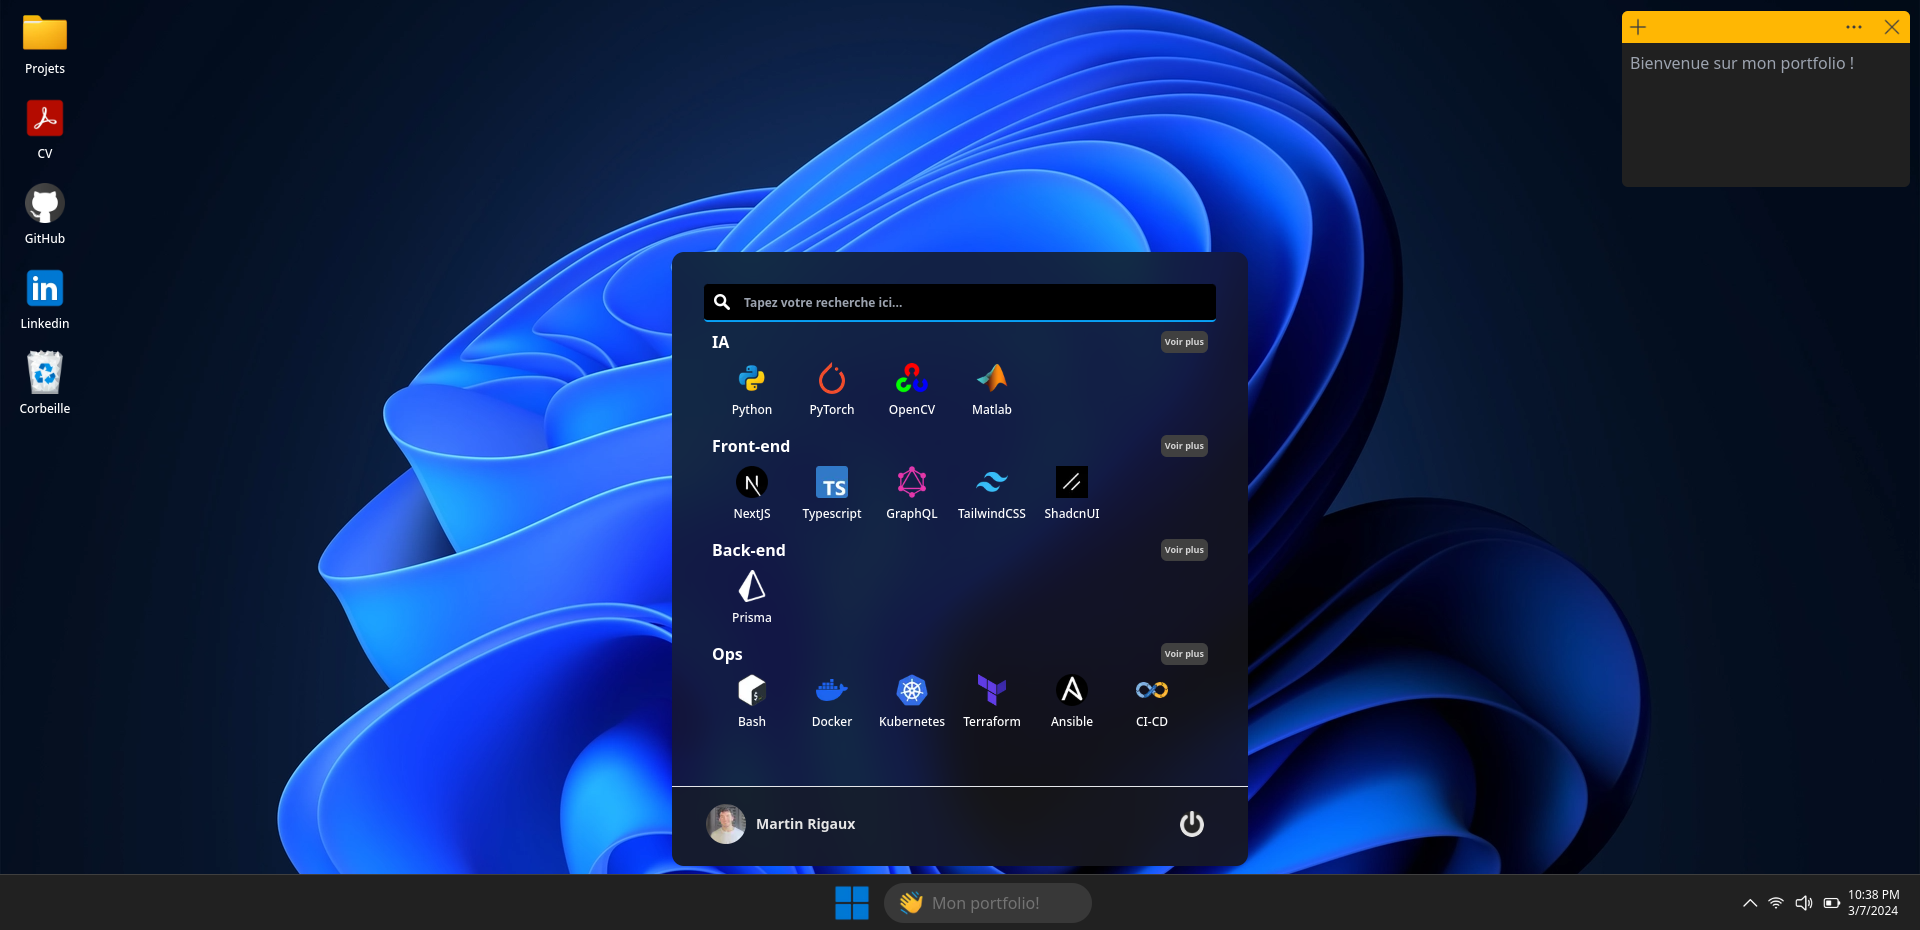 Projets
CV
GitHub
Linkedin
Corbeille
Bienvenue sur mon portfolio !
Tapez votre recherche ici...
IA
Voir plus
Python PyTorch OpenCV Matlab
Front-end
Voir plus
N TS
NextJS Typescript GraphQL TailwindCSS ShadcnUI
Back-end
Voir plus
Prisma
Ops
Voir plus
Bash Docker Kubernetes Terraform Ansible CI-CD
Martin Rigaux
Mon portfolio!
10:38 PM
3/7/2024